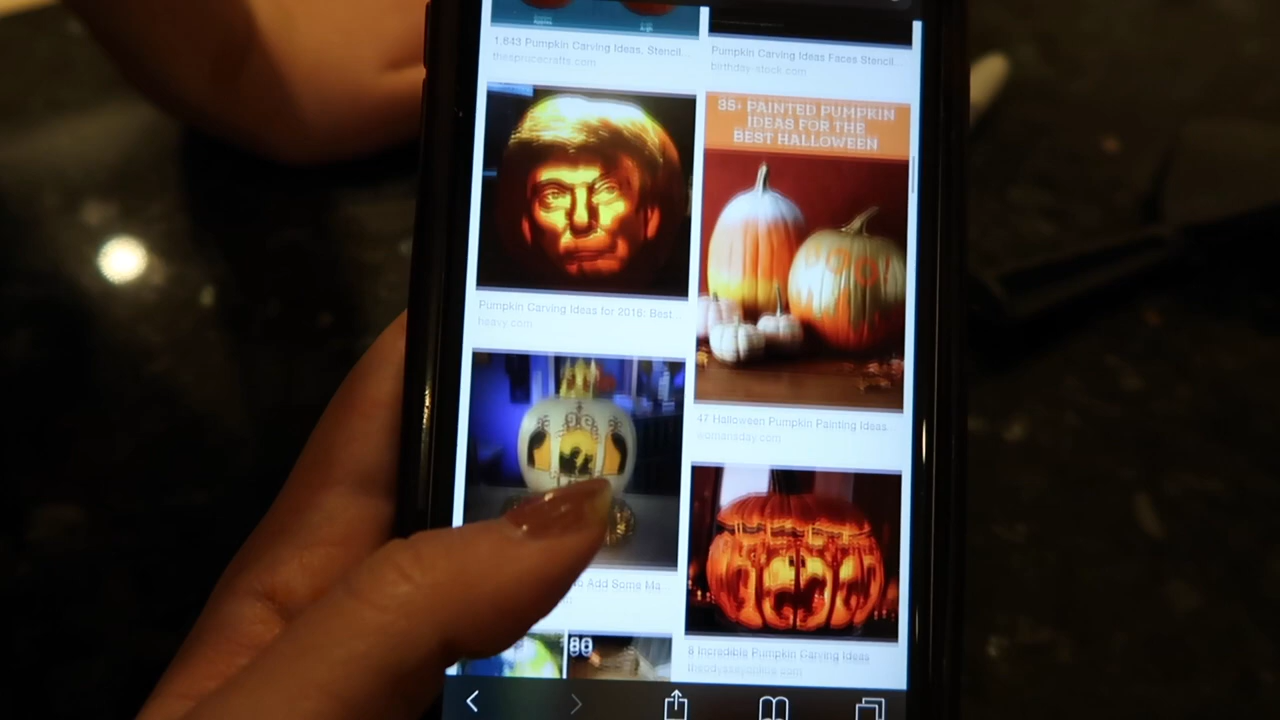 1,843 Pumpkin Carving Ideas, Stencil...
thesprucecrafts.com
Pumpkin Carving Ideas Faces Stencil...
birthday-stock.com
35+ PAINTED PUMPKIN
IDEAS FOR THE
BEST HALLOWEEN
Pumpkin Carving Ideas for 2016: Best...
heavy.com
47 Halloween Pumpkin Painting Ideas
womansday.com
Add Some Ma
80
8 Incredible Pumpkin Carving Ideas
theodysseyonline.com